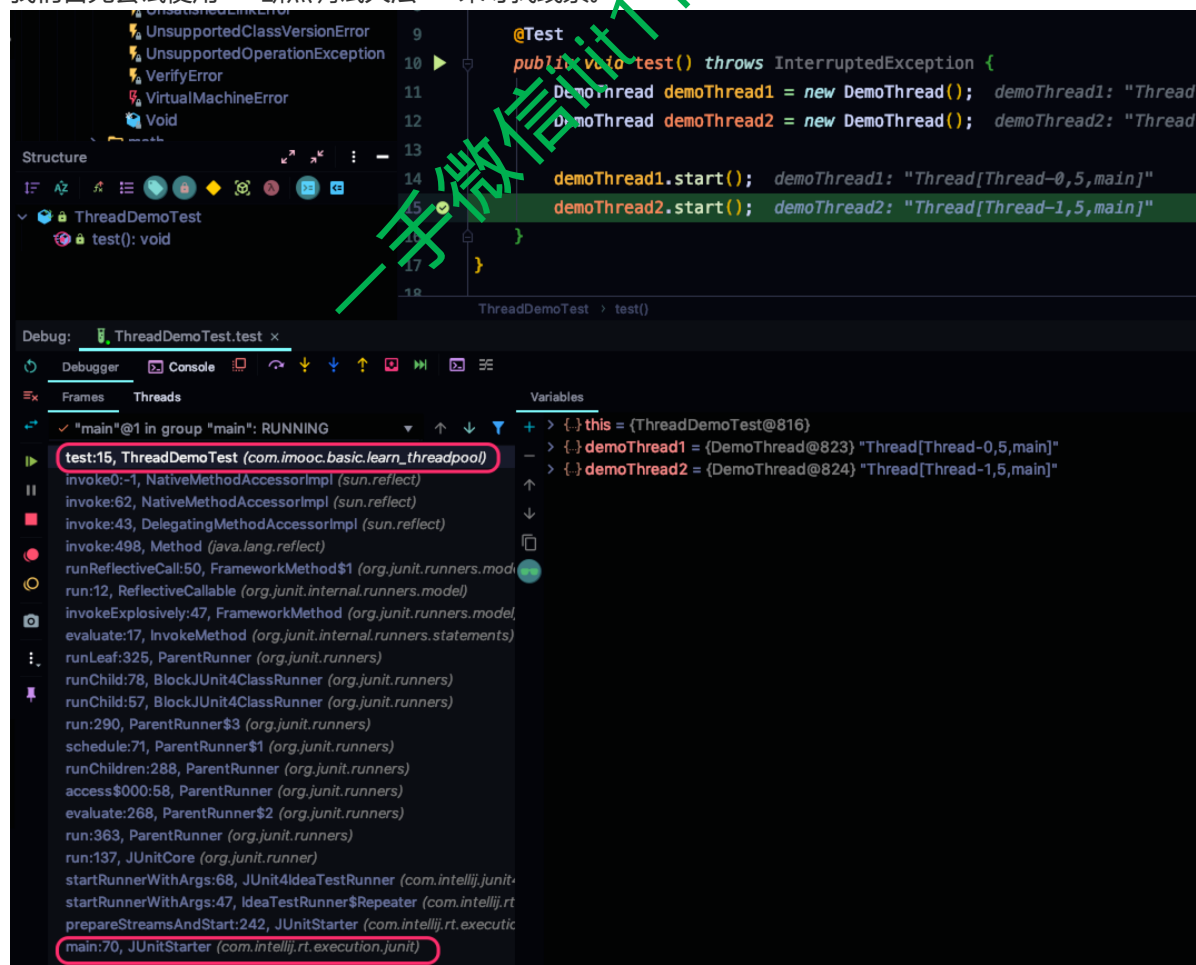 UnsatisfiedLinkError
UnsupportedClassVersionError
UnsupportedOperationException
VerifyError
VirtualMachineError
Void
math
Structure
ThreadDemoTest
test(): void
9 @Test
10 public void test() throws InterruptedException {
11 DemoThread demoThread1 = new DemoThread(); demoThread1: "Thread
12 DemoThread demoThread2 = new DemoThread(); demoThread2: "Thread
13
14 demoThread1.start(); demoThread1: "Thread[Thread-0,5,main]"
15 demoThread2.start(); demoThread2: "Thread[Thread-1,5,main]"
16 }
17 }
18
ThreadDemoTest > test()
一手微信
Debug: ThreadDemoTest.test ×
Debugger Console
Frames Threads
Variables
"main"@1 in group "main": RUNNING
test:15, ThreadDemoTest (com.imooc.basic.learn_threadpool)
invoke0:-1, NativeMethodAccessorImpl (sun.reflect)
invoke:62, NativeMethodAccessorImpl (sun.reflect)
invoke:43, DelegatingMethodAccessorImpl (sun.reflect)
invoke:498, Method (java.lang.reflect)
runReflectiveCall:50, FrameworkMethod$1 (org.junit.runners.mod
run:12, ReflectiveCallable (org.junit.internal.runners.model)
invokeExplosively:47, FrameworkMethod (org.junit.runners.model
evaluate:17, InvokeMethod (org.junit.internal.runners.statements)
runLeaf:325, ParentRunner (org.junit.runners)
runChild:78, BlockJUnit4ClassRunner (org.junit.runners)
runChild:57, BlockJUnit4ClassRunner (org.junit.runners)
run:290, ParentRunner$3 (org.junit.runners)
schedule:71, ParentRunner$1 (org.junit.runners)
runChildren:288, ParentRunner (org.junit.runners)
access$000:58, ParentRunner (org.junit.runners)
evaluate:268, ParentRunner$2 (org.junit.runners)
run:363, ParentRunner (org.junit.runners)
run:137, JUnitCore (org.junit.runner)
startRunnerWithArgs:68, JUnit4IdeaTestRunner (com.intellij.junit4
startRunnerWithArgs:47, IdeaTestRunner$Repeater (com.intellij.rt
prepareStreamsAndStart:242, JUnitStarter (com.intellij.rt.executic
main:70, JUnitStarter (com.intellij.rt.execution.junit)
this = {ThreadDemoTest@816}
demoThread1 = {DemoThread@823} "Thread[Thread-0,5,main]"
demoThread2 = {DemoThread@824} "Thread[Thread-1,5,main]"